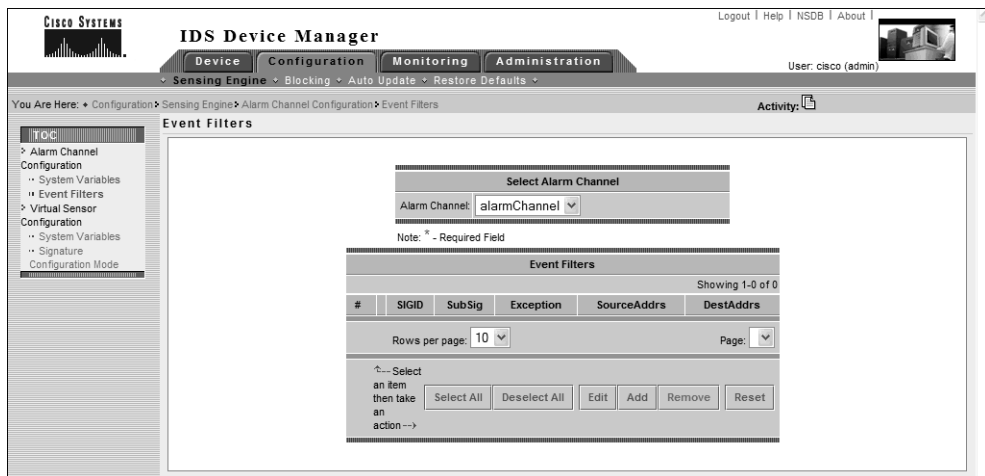 CISCO SYSTEMS
Logout | Help | NSDB | About |
IDS Device Manager
Device Configuration Monitoring Administration
User: cisco (admin)
Sensing Engine Blocking Auto Update Restore Defaults
You Are Here: Configuration Sensing Engine Alarm Channel Configuration Event Filters
Activity:
Event Filters
TOC
Alarm Channel
Configuration
System Variables
Event Filters
Virtual Sensor
Configuration
System Variables
Signature
Configuration Mode
Select Alarm Channel
Alarm Channel: alarmChannel
Note: * - Required Field
Event Filters
Showing 1-0 of 0
# SIGID SubSig Exception SourceAddrs DestAddrs
Rows per page: 10 Page:
<-- Select
an item
then take
an
action -->
Select All Deselect All Edit Add Remove Reset